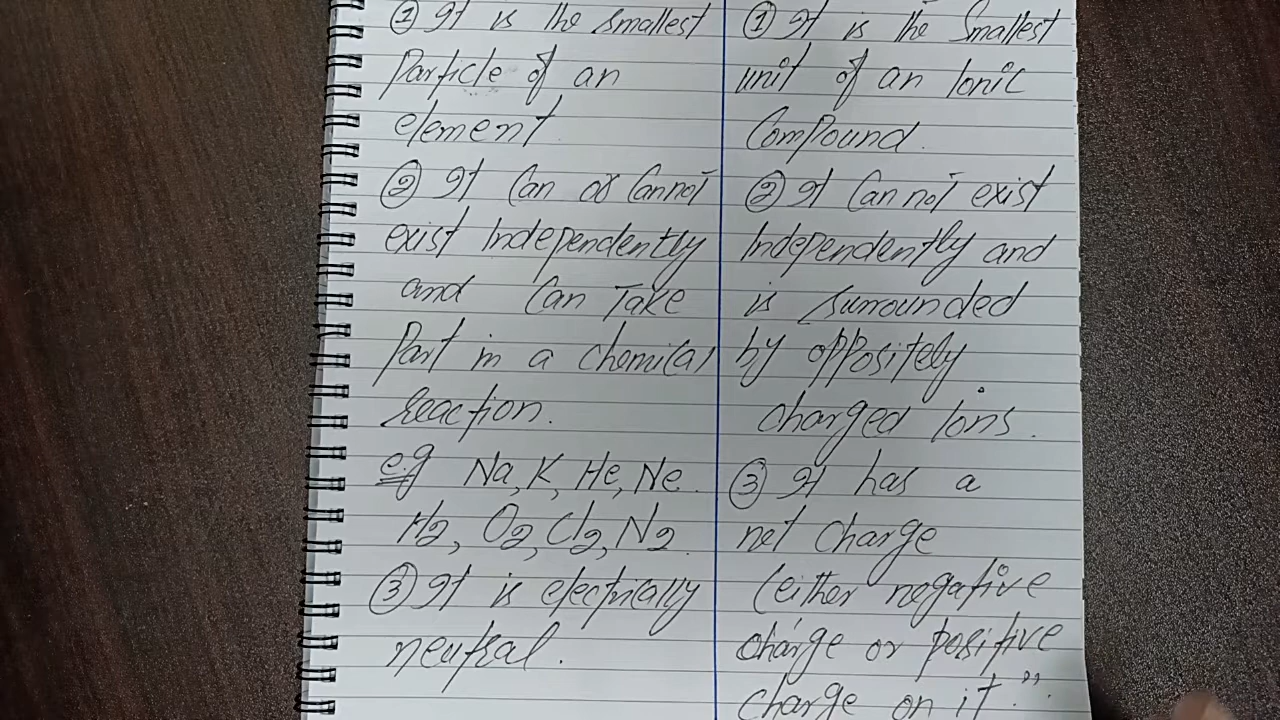 ① It is the smallest
Particle of an
element.
② It Can or Cannot
exist Independently
and Can Take
Part in a chemical
Reaction.
e.g Na, K, He, Ne.
H2, O2, Cl2, N2.
③ It is electrically
neutral.
① It is the Smallest
unit of an Ionic
Compound.
② It Can not exist
Independently and
is surrounded
by oppositely
charged Ions.
③ It has a
net charge
(either negative
charge or positive
charge on it".